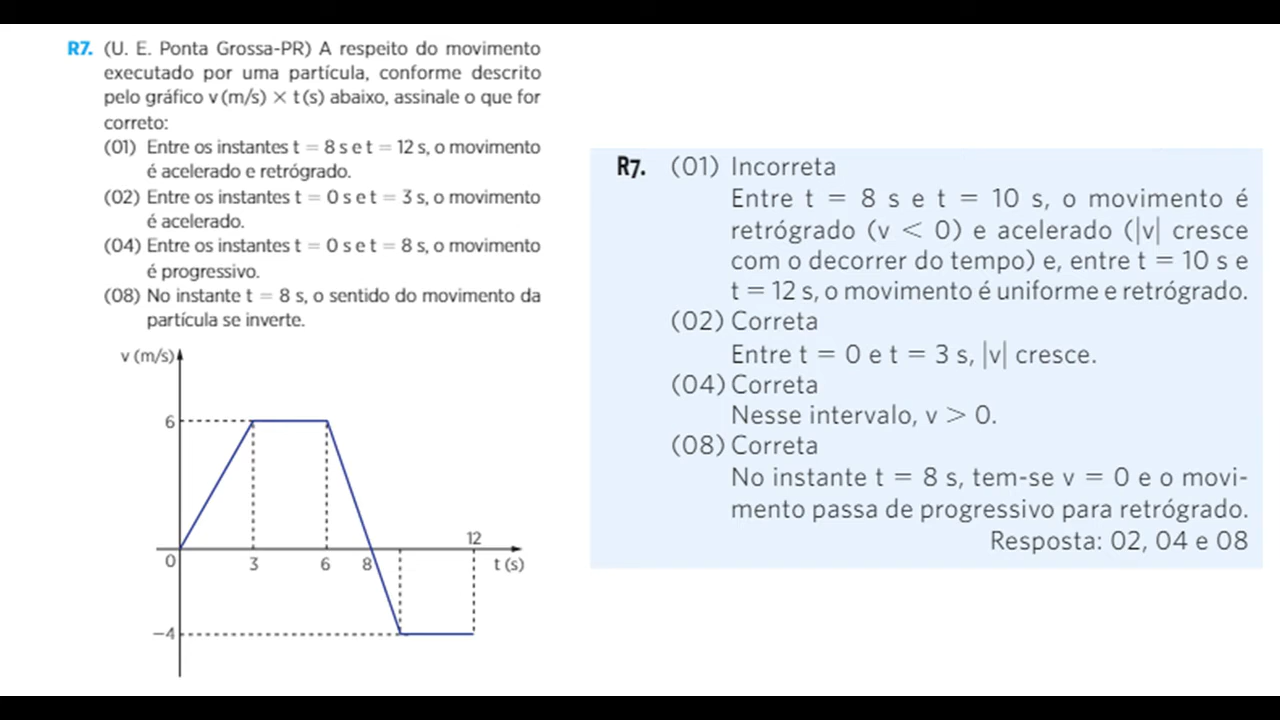 R7. (U. E. Ponta Grossa-PR) A respeito do movimento
executado por uma partícula, conforme descrito
pelo gráfico v(m/s) × t(s) abaixo, assinale o que for
correto:
(01) Entre os instantes t = 8 s e t = 12 s, o movimento
é acelerado e retrógrado.
(02) Entre os instantes t = 0 s e t = 3 s, o movimento
é acelerado.
(04) Entre os instantes t = 0 s e t = 8 s, o movimento
é progressivo.
(08) No instante t = 8 s, o sentido do movimento da
partícula se inverte.
v (m/s)
6
12
0
3
6
8
t (s)
−4
R7. (01) Incorreta
Entre t = 8 s e t = 10 s, o movimento é
retrógrado (v < 0) e acelerado (|v| cresce
com o decorrer do tempo) e, entre t = 10 s e
t = 12 s, o movimento é uniforme e retrógrado.
(02) Correta
Entre t = 0 e t = 3 s, |v| cresce.
(04) Correta
Nesse intervalo, v > 0.
(08) Correta
No instante t = 8 s, tem-se v = 0 e o movi-
mento passa de progressivo para retrógrado.
Resposta: 02, 04 e 08